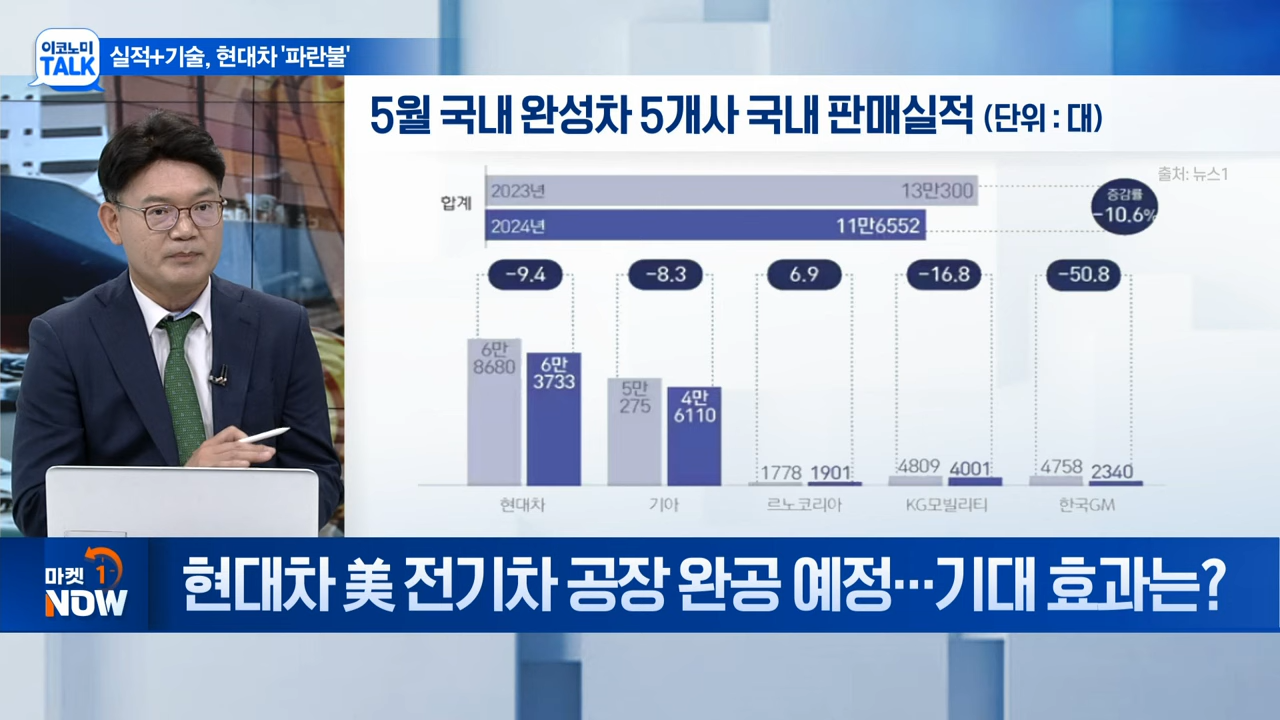 이코노미
TALK
실적+기술, 현대차 '파란불'
5월 국내 완성차 5개사 국내 판매실적 (단위 : 대)
출처: 뉴스1
합계
2023년
13만300
2024년
11만6552
증감률
-10.6%
-9.4
-8.3
6.9
-16.8
-50.8
6만
8680
6만
3733
5만
275
4만
6110
1778
1901
4809
4001
4758
2340
현대차
기아
르노코리아
KG모빌리티
한국GM
마켓 1
NOW
현대차 美 전기차 공장 완공 예정…기대 효과는?